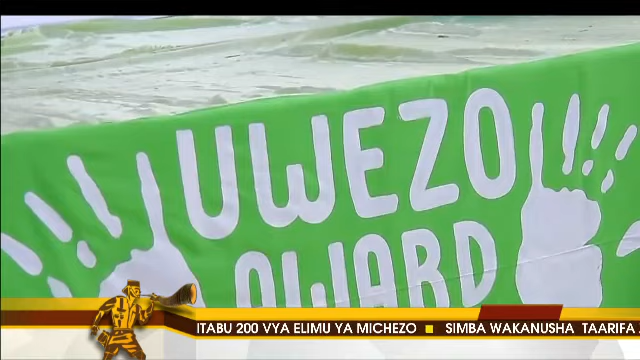 UWEZO
AWARD
ITABU 200 VYA ELIMU YA MICHEZO ■ SIMBA WAKANUSHA TAARIFA